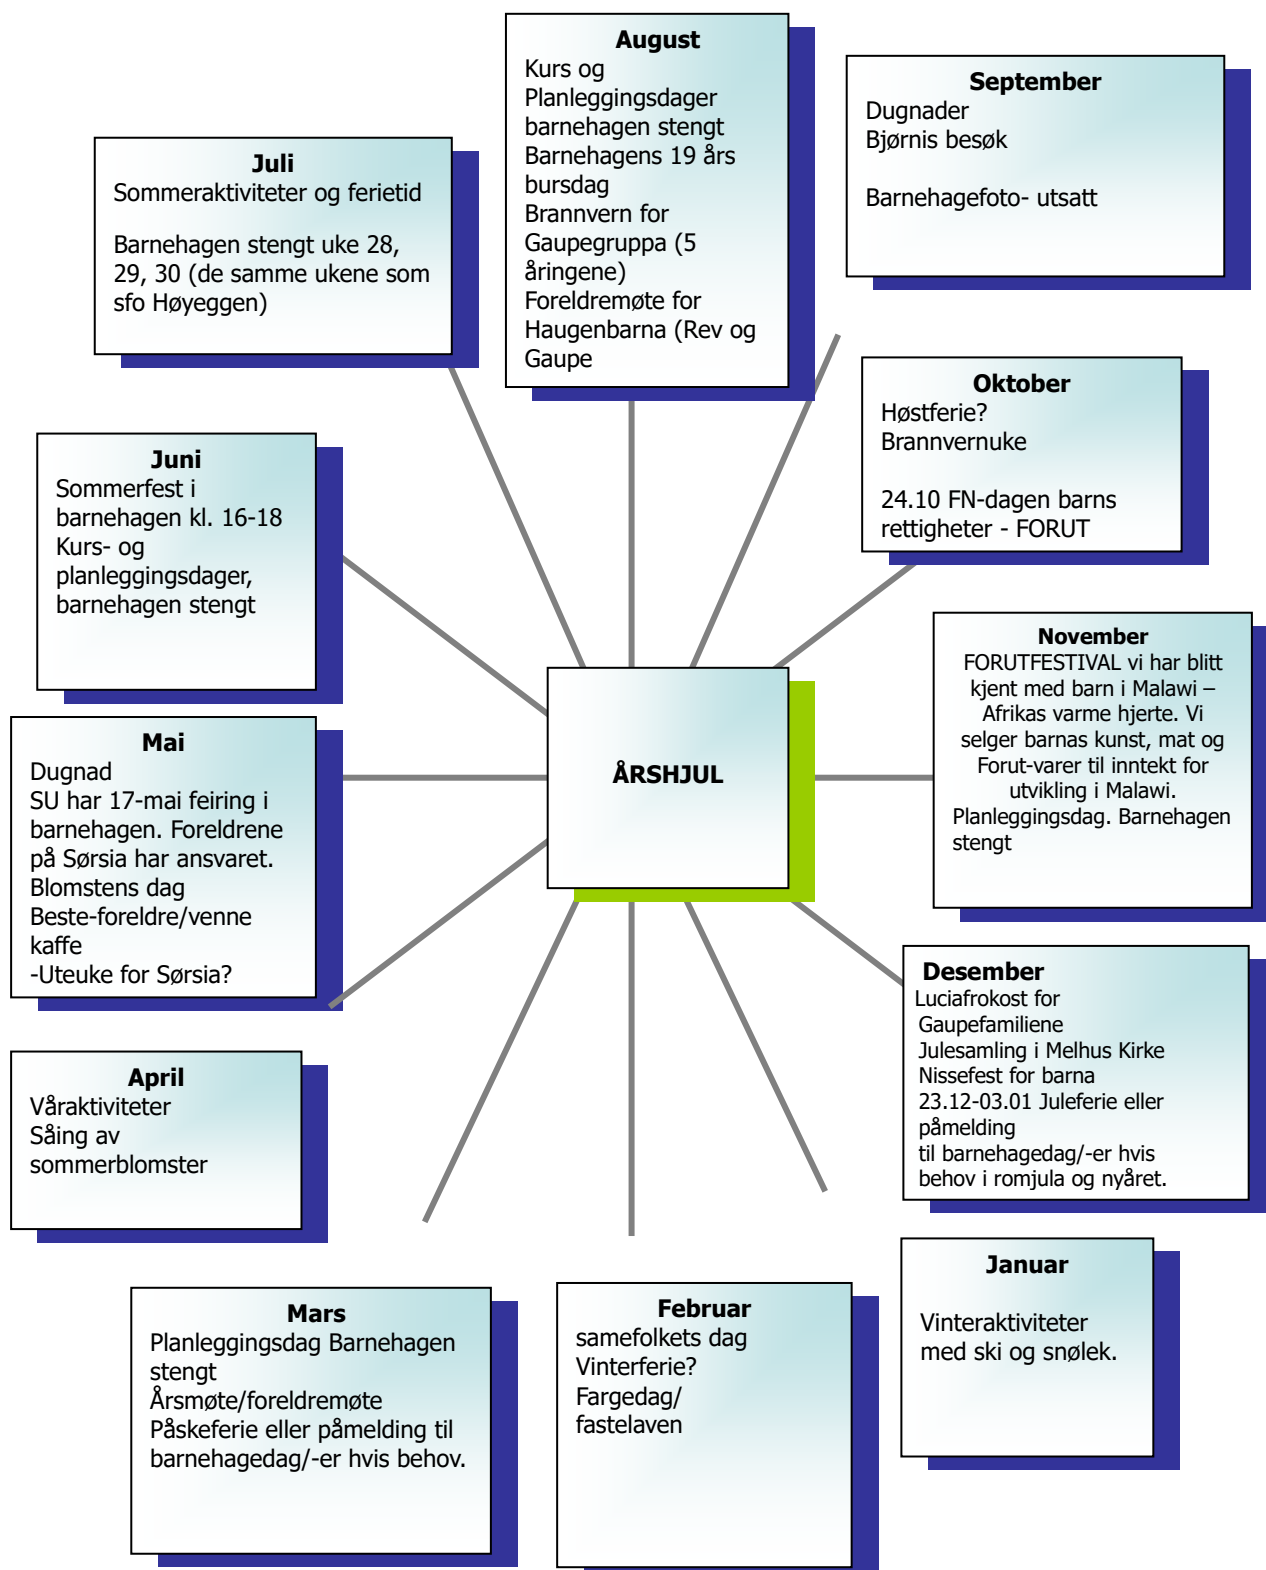 August
Kurs og
Planleggingsdager
barnehagen stengt
Barnehagens 19 års
bursdag
Brannvern for
Gaupegruppa (5
åringene)
Foreldremøte for
Haugenbarna (Rev og
Gaupe
September
Dugnader
Bjørnis besøk
Barnehagefoto- utsatt
Juli
Sommeraktiviteter og ferietid
Barnehagen stengt uke 28,
29, 30 (de samme ukene som
sfo Høyeggen)
Oktober
Høstferie?
Brannvernuke
24.10 FN-dagen barns
rettigheter - FORUT
Juni
Sommerfest i
barnehagen kl. 16-18
Kurs- og
planleggingsdager,
barnehagen stengt
November
FORUTFESTIVAL vi har blitt
kjent med barn i Malawi –
Afrikas varme hjerte. Vi
selger barnas kunst, mat og
Forut-varer til inntekt for
utvikling i Malawi.
Planleggingsdag. Barnehagen
stengt
ÅRSHJUL
Mai
Dugnad
SU har 17-mai feiring i
barnehagen. Foreldrene
på Sørsia har ansvaret.
Blomstens dag
Beste-foreldre/venne
kaffe
-Uteuke for Sørsia?
Desember
Luciafrokost for
Gaupefamiliene
Julesamling i Melhus Kirke
Nissefest for barna
23.12-03.01 Juleferie eller
påmelding
til barnehagedag/-er hvis
behov i romjula og nyåret.
April
Våraktiviteter
Såing av
sommerblomster
Januar
Vinteraktiviteter
med ski og snølek.
Mars
Planleggingsdag Barnehagen
stengt
Årsmøte/foreldremøte
Påskeferie eller påmelding til
barnehagedag/-er hvis behov.
Februar
samefolkets dag
Vinterferie?
Fargedag/
fastelaven